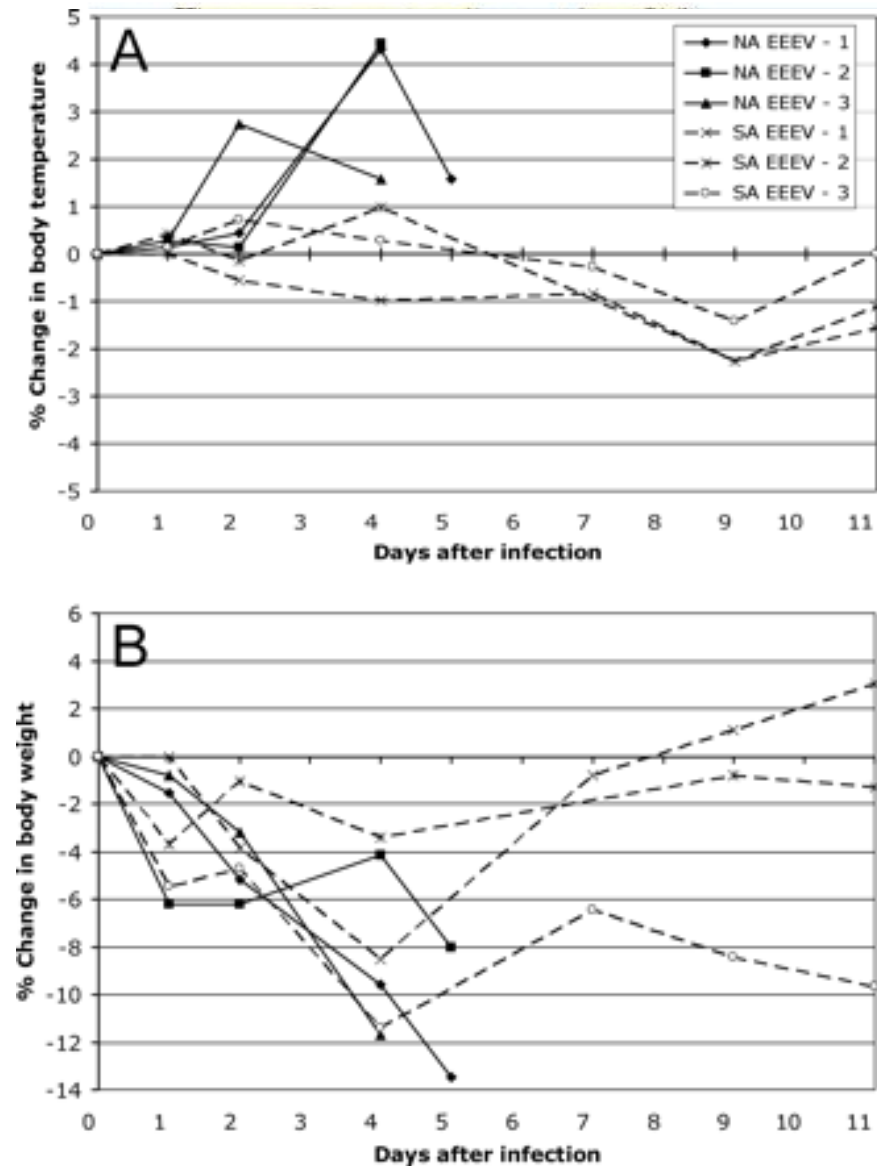 A
5
4
3
2
1
0
-1
-2
-3
-4
-5
% Change in body temperature
NA EEEV - 1
NA EEEV - 2
NA EEEV - 3
SA EEEV - 1
SA EEEV - 2
SA EEEV - 3
0 1 2 3 4 5 6 7 8 9 10 11
Days after infection
B
6
4
2
0
-2
-4
-6
-8
-10
-12
-14
% Change in body weight
0 1 2 3 4 5 6 7 8 9 10 11
Days after infection